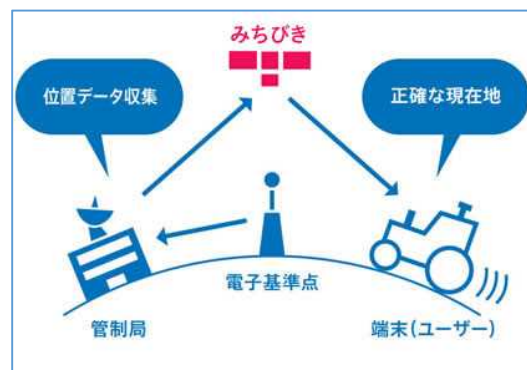 みちびき
位置データ収集
正確な現在地
電子基準点
管制局
端末(ユーザー)